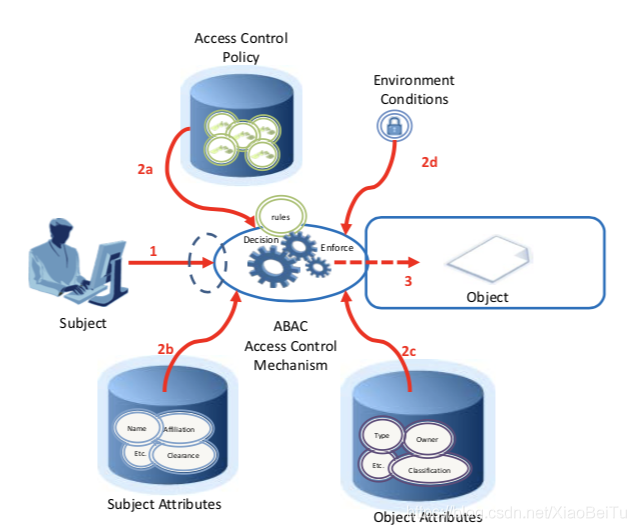 Access Control
Policy
Environment
Conditions
2a
2d
rules
Decision
Enforce
1
3
Subject
Object
ABAC
Access Control
Mechanism
2b
2c
Name
Affiliation
Etc.
Clearance
Type
Owner
Etc.
Classification
Subject Attributes
Object Attributes
https://blog.csdn.net/XiaoBeiTu